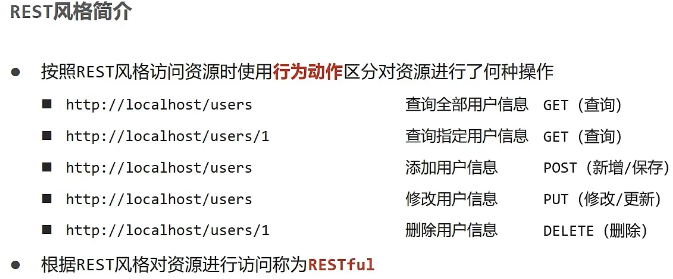 REST风格简介
● 按照REST风格访问资源时使用行为动作区分对资源进行了何种操作
■ http://localhost/users 查询全部用户信息 GET（查询）
■ http://localhost/users/1 查询指定用户信息 GET（查询）
■ http://localhost/users 添加用户信息 POST（新增/保存）
■ http://localhost/users 修改用户信息 PUT（修改/更新）
■ http://localhost/users/1 删除用户信息 DELETE（删除）
● 根据REST风格对资源进行访问称为RESTful